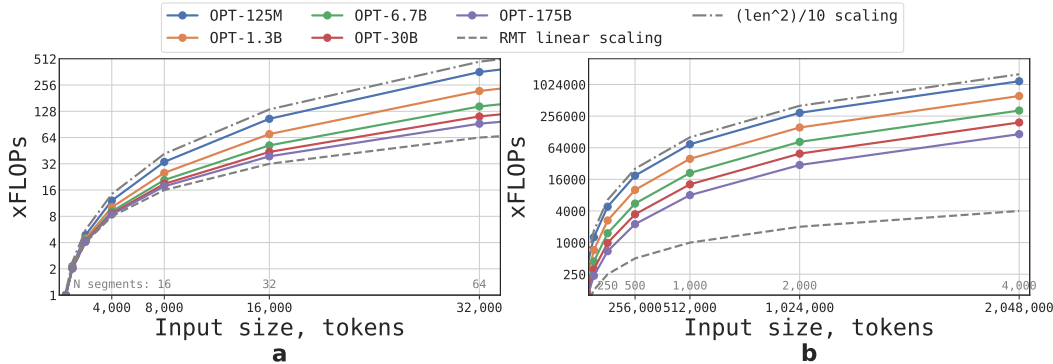 OPT-125M OPT-6.7B OPT-175B (len^2)/10 scaling
OPT-1.3B OPT-30B RMT linear scaling
xFLOPs
512
256
128
64
32
16
8
4
2
1
N segments: 16 32 64
4,000 8,000 16,000 32,000
Input size, tokens
a
xFLOPs
1024000
256000
64000
16000
4000
1000
250
250 500 1,000 2,000 4,000
256,000 512,000 1,024,000 2,048,000
Input size, tokens
b